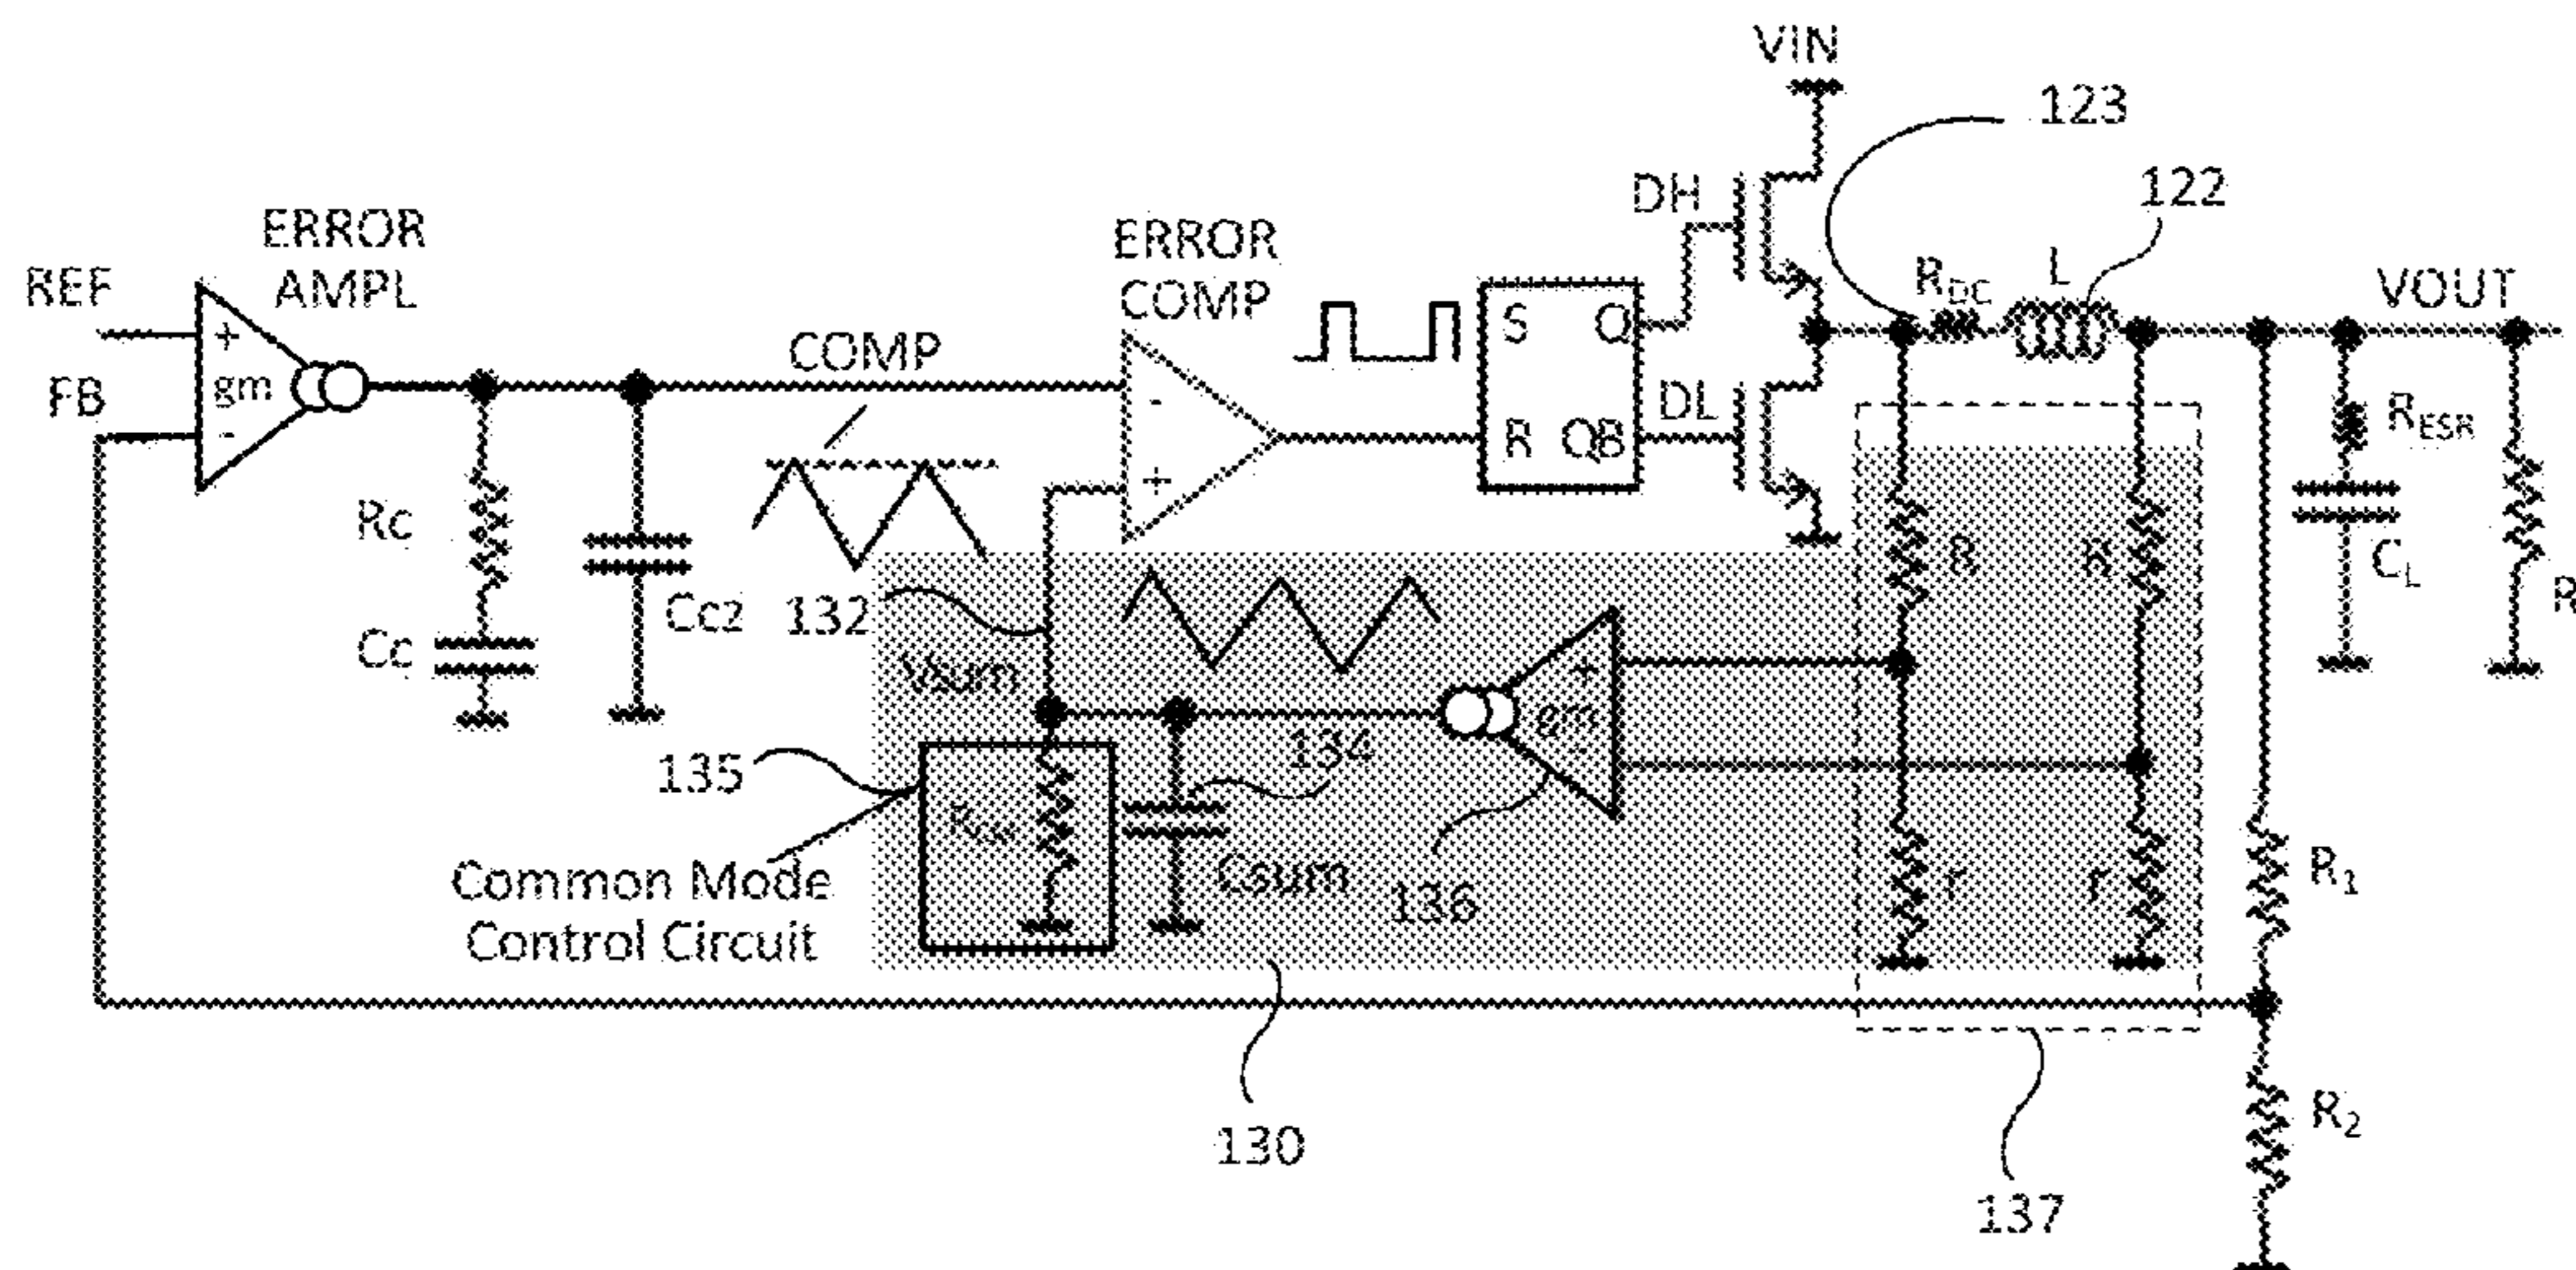 VIN
123
DH
122
ERROR
AMPL
ERROR
COMP
REF
+
gm
-
FB
COMP
-
+
S
Q
R
QB
DL
R_DC
L
VOUT
R_ESR
C_L
R
Rc
Cc
Cc2
132
Vsum
R
R
+
gm
-
134
135
Csum
136
r
r
R_1
Common Mode
Control Circuit
130
137
R_2